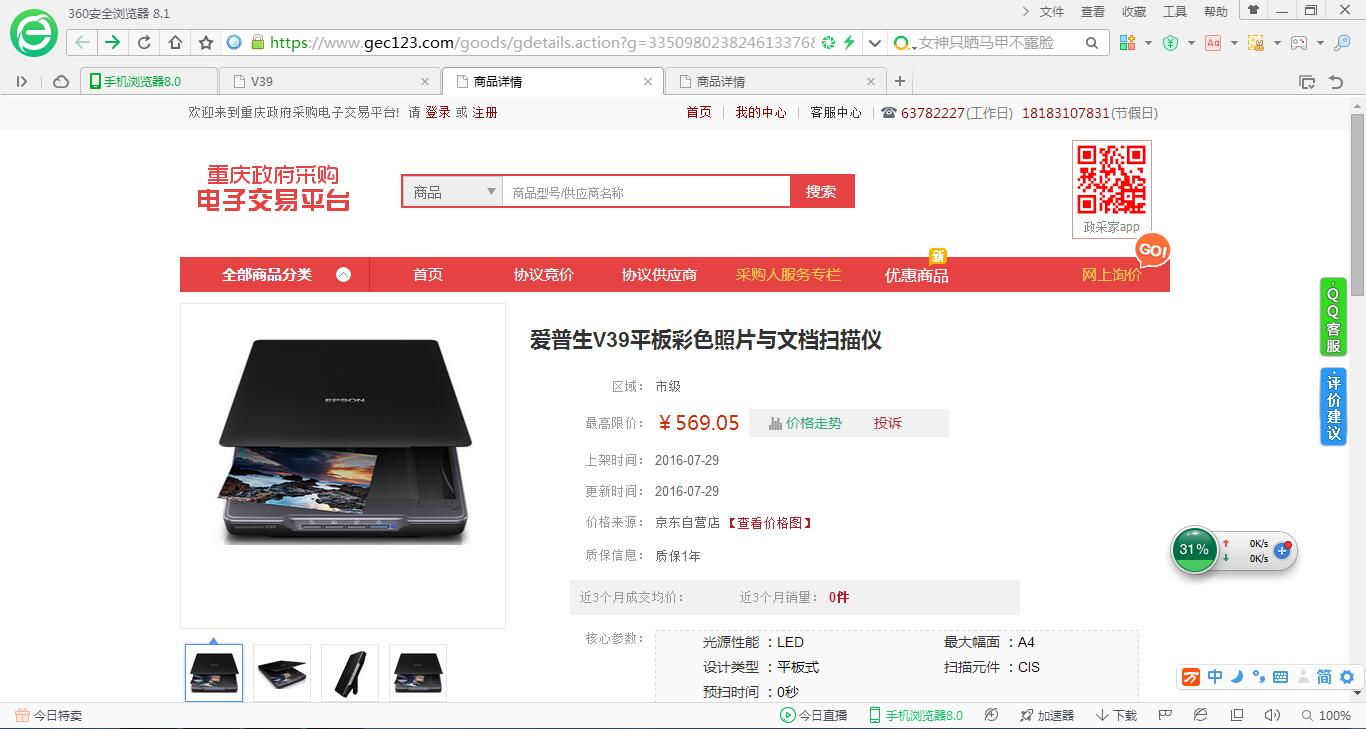 360安全浏览器 8.1
文件 查看 收藏 工具 帮助
https://www.gec123.com/goods/gdetails.action?g=33509802382461337 女神只晒马甲不露脸
手机浏览器8.0 V39 商品详情 商品详情
欢迎来到重庆政府采购电子交易平台! 请 登录 或 注册 首页 我的中心 客服中心 63782227(工作日) 18183107831(节假日)
重庆政府采购
电子交易平台
商品 商品型号/供应商名称 搜索
政采家app
GO!
新
全部商品分类 首页 协议竞价 协议供应商 采购人服务专栏 优惠商品 网上询价
QQ客服
评价建议
EPSON
爱普生V39平板彩色照片与文档扫描仪
区域: 市级
最高限价: ¥569.05 价格走势 投诉
上架时间: 2016-07-29
更新时间: 2016-07-29
价格来源: 京东自营店【查看价格图】
质保信息: 质保1年
31% 0K/s
0K/s
近3个月成交均价: 近3个月销量: 0件
核心参数: 光源性能 :LED 最大幅面 :A4
设计类型 :平板式 扫描元件 :CIS
预扫时间 :0秒
中 简
今日特卖 今日直播 手机浏览器8.0 加速器 下载 100%